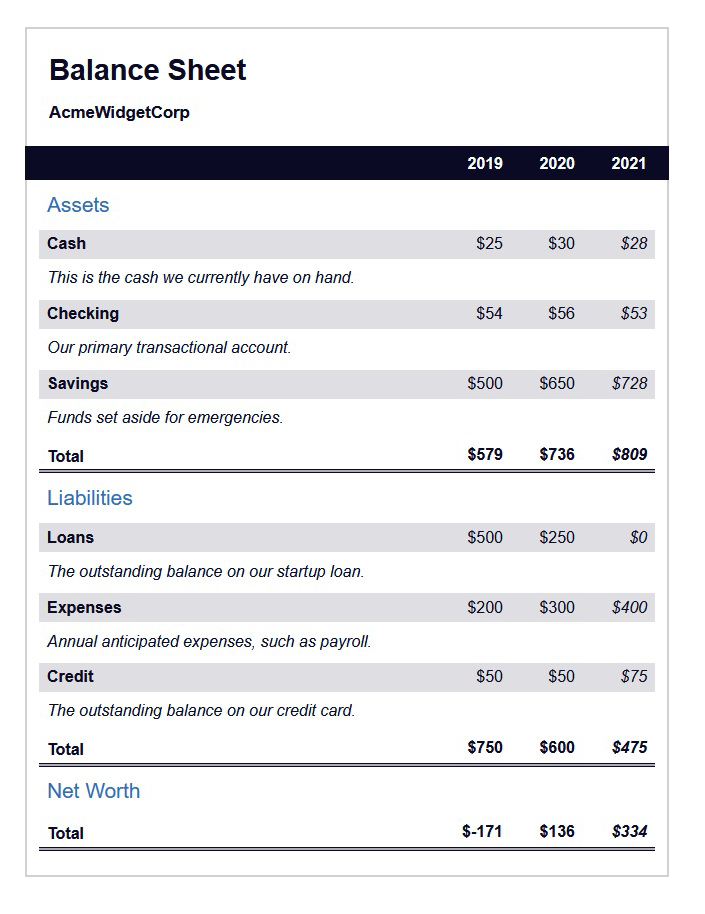 Balance Sheet
AcmeWidgetCorp
2019 2020 2021
Assets
Cash $25 $30 $28
This is the cash we currently have on hand.
Checking $54 $56 $53
Our primary transactional account.
Savings $500 $650 $728
Funds set aside for emergencies.
Total $579 $736 $809
Liabilities
Loans $500 $250 $0
The outstanding balance on our startup loan.
Expenses $200 $300 $400
Annual anticipated expenses, such as payroll.
Credit $50 $50 $75
The outstanding balance on our credit card.
Total $750 $600 $475
Net Worth
Total $-171 $136 $334